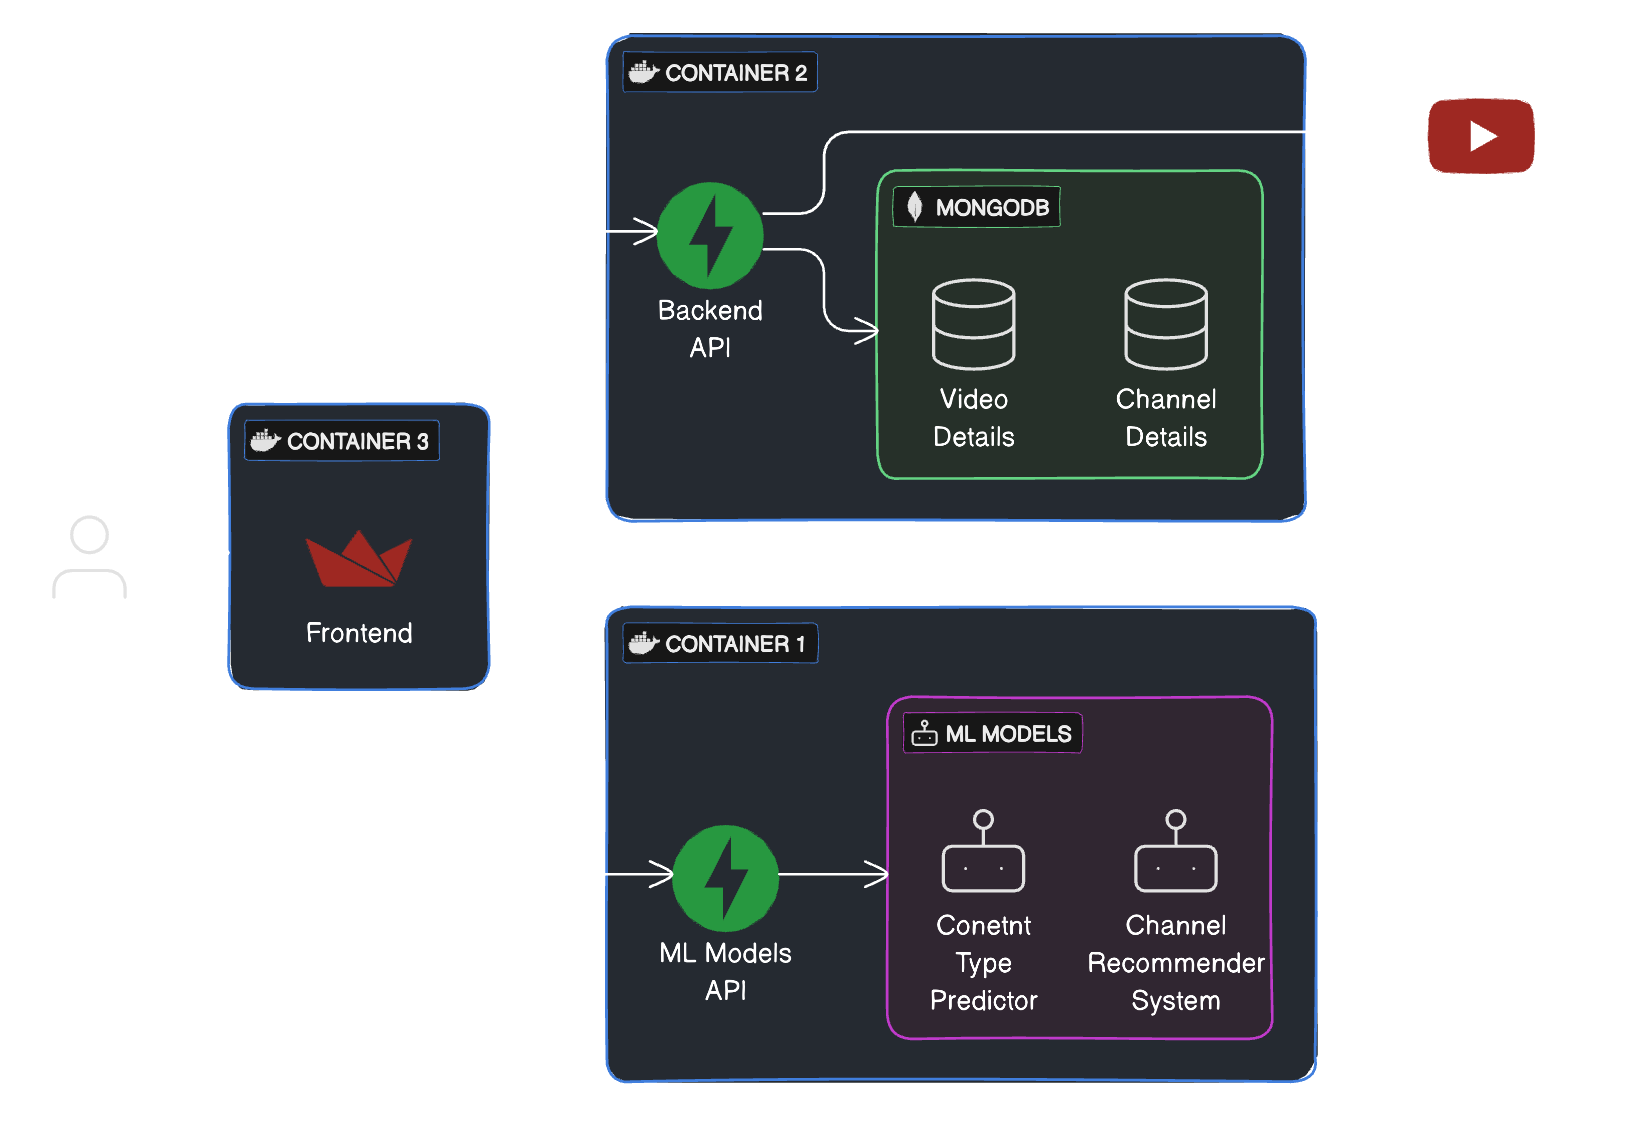 CONTAINER 2
MONGODB
Backend
API
Video
Details
Channel
Details
CONTAINER 3
Frontend
CONTAINER 1
ML MODELS
ML Models
API
Conetnt
Type
Predictor
Channel
Recommender
System